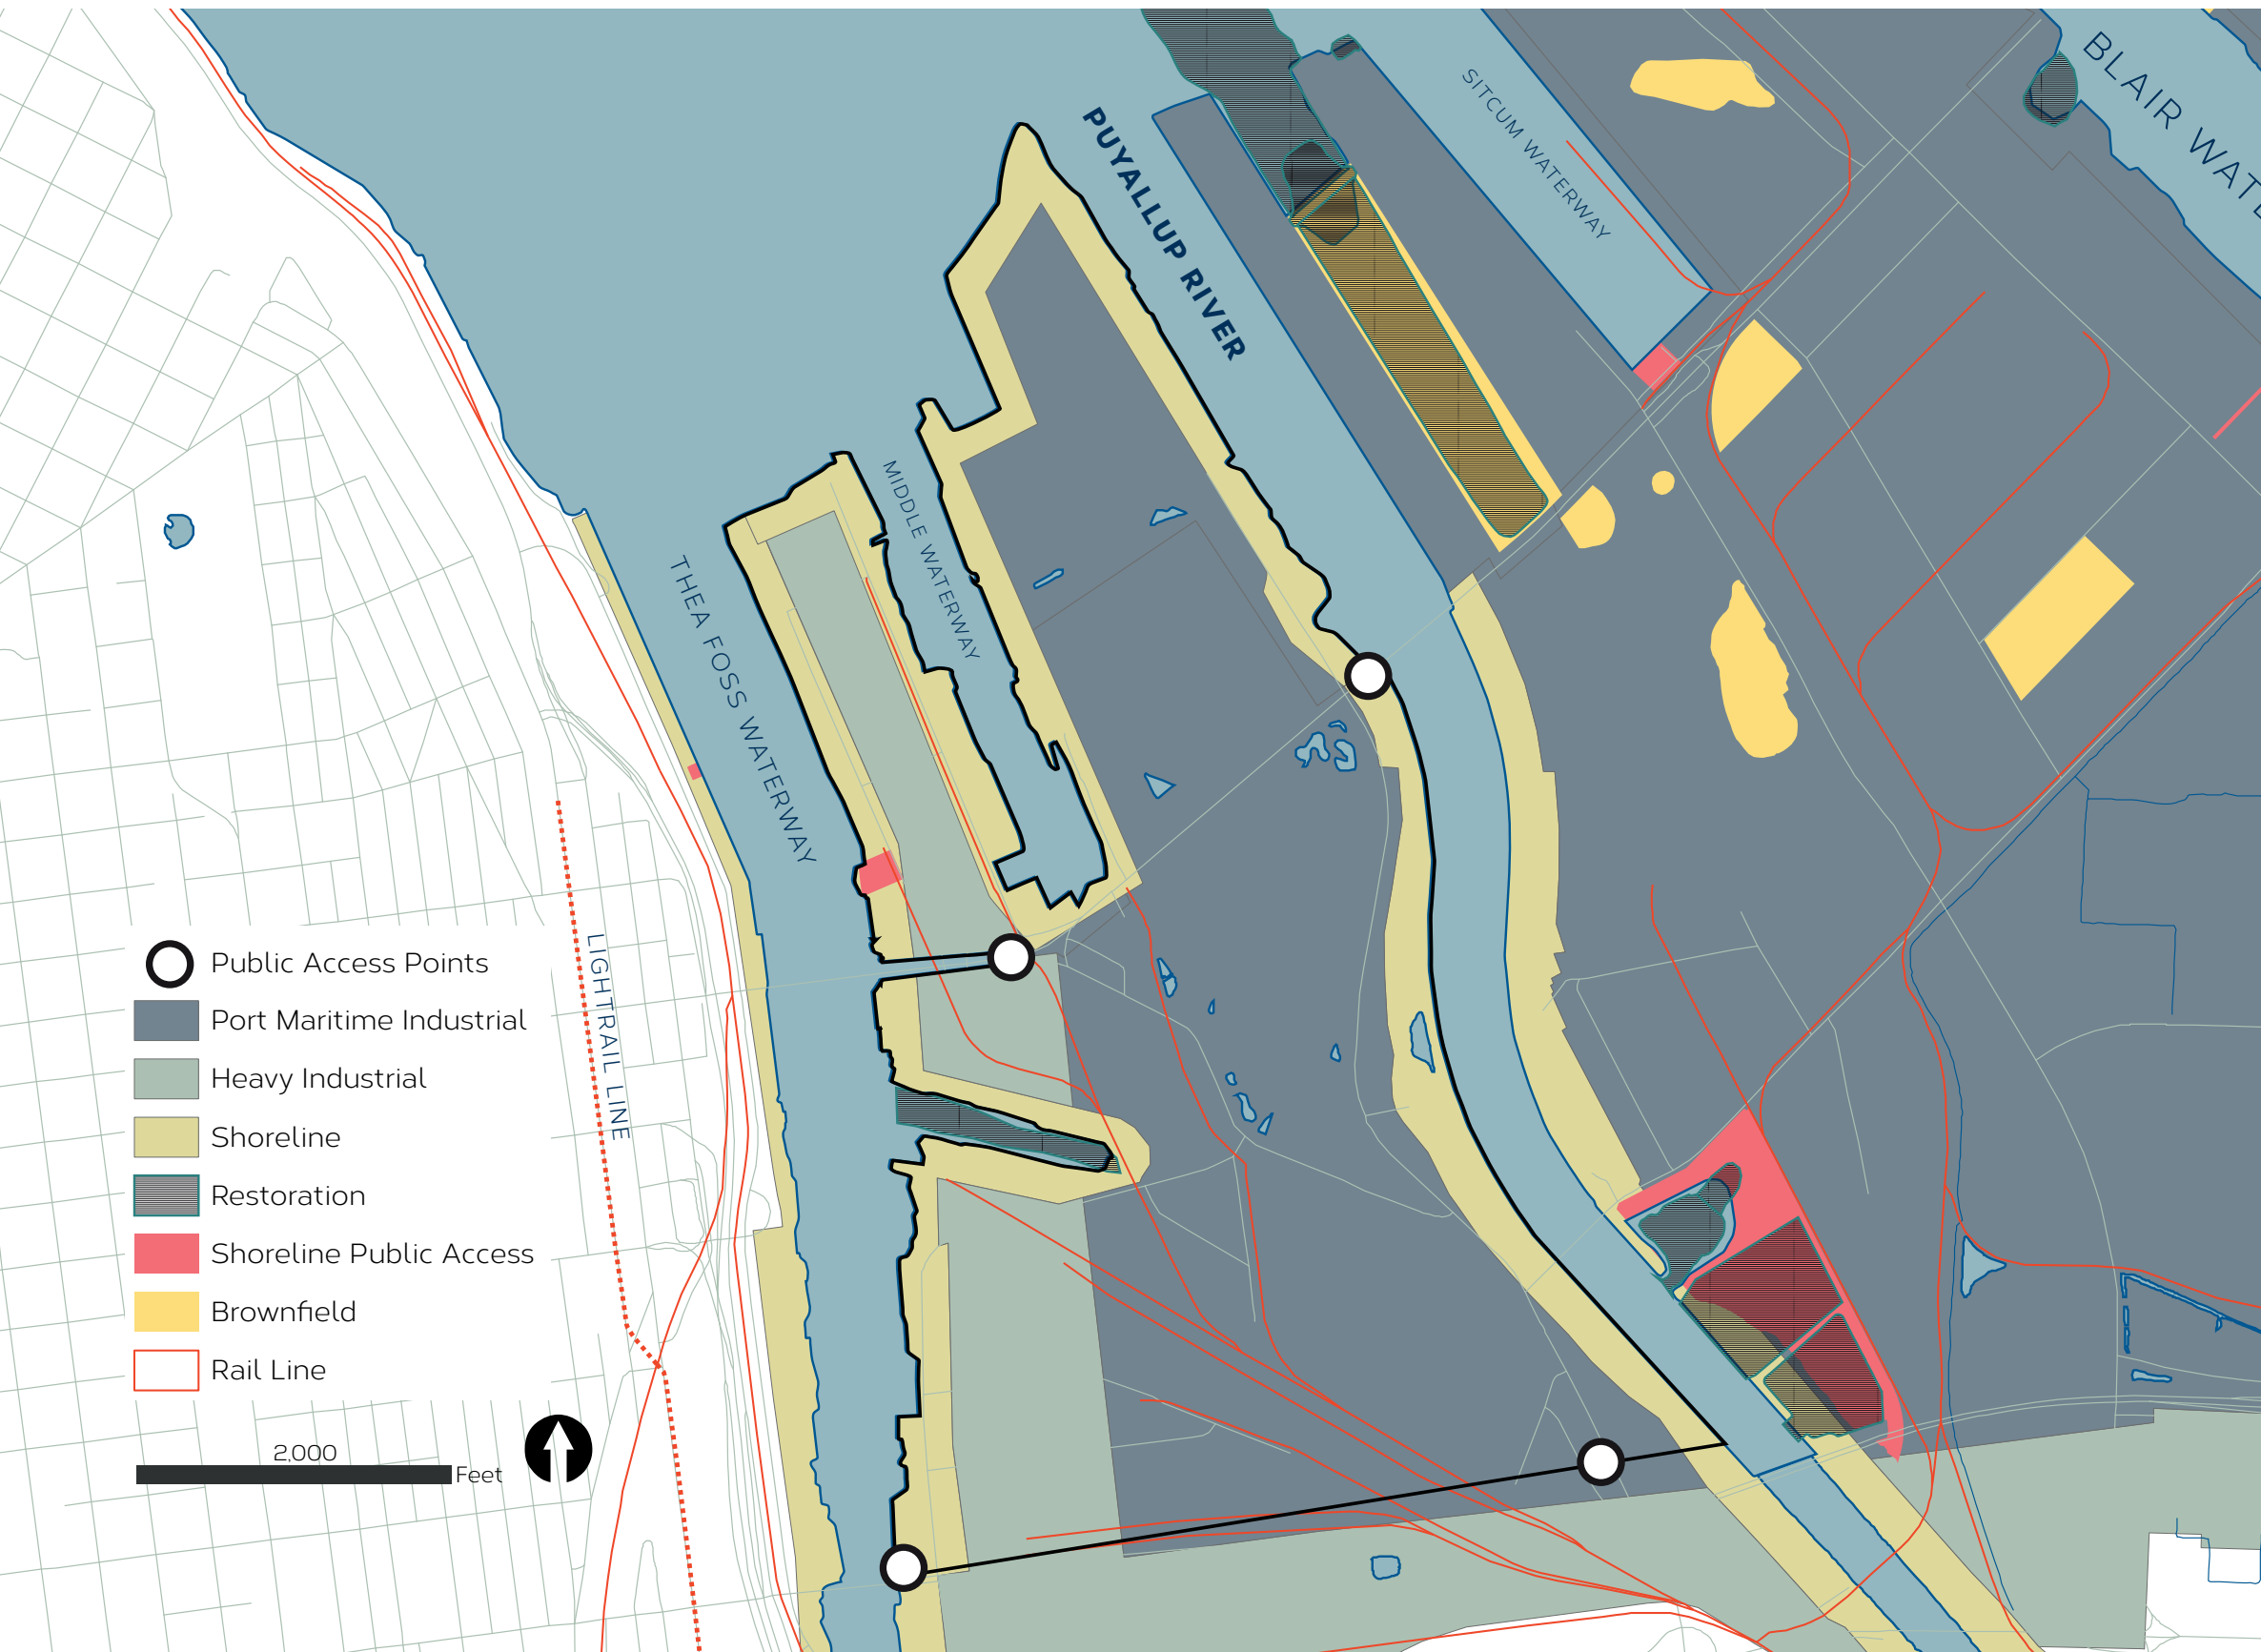 BLAIR WATE
SITCUM WATERWAY
PUYALLUP RIVER
MIDDLE WATERWAY
THEA FOSS WATERWAY
LIGHTRAIL LINE
Public Access Points
Port Maritime Industrial
Heavy Industrial
Shoreline
Restoration
Shoreline Public Access
Brownfield
Rail Line
2,000
Feet